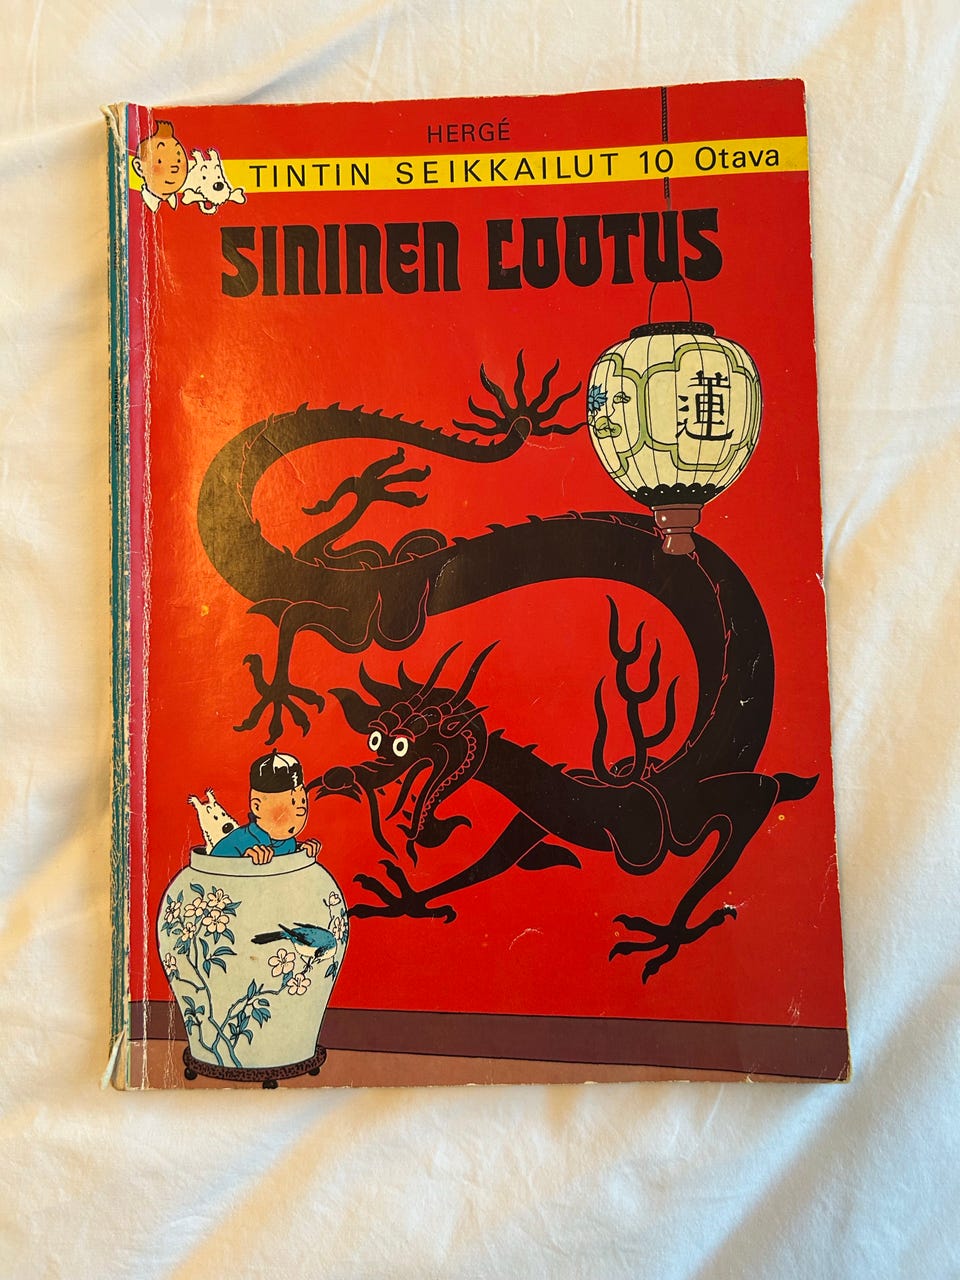 HERGÉ
TINTIN SEIKKAILUT 10 Otava
SININEN LOOTUS
蓮